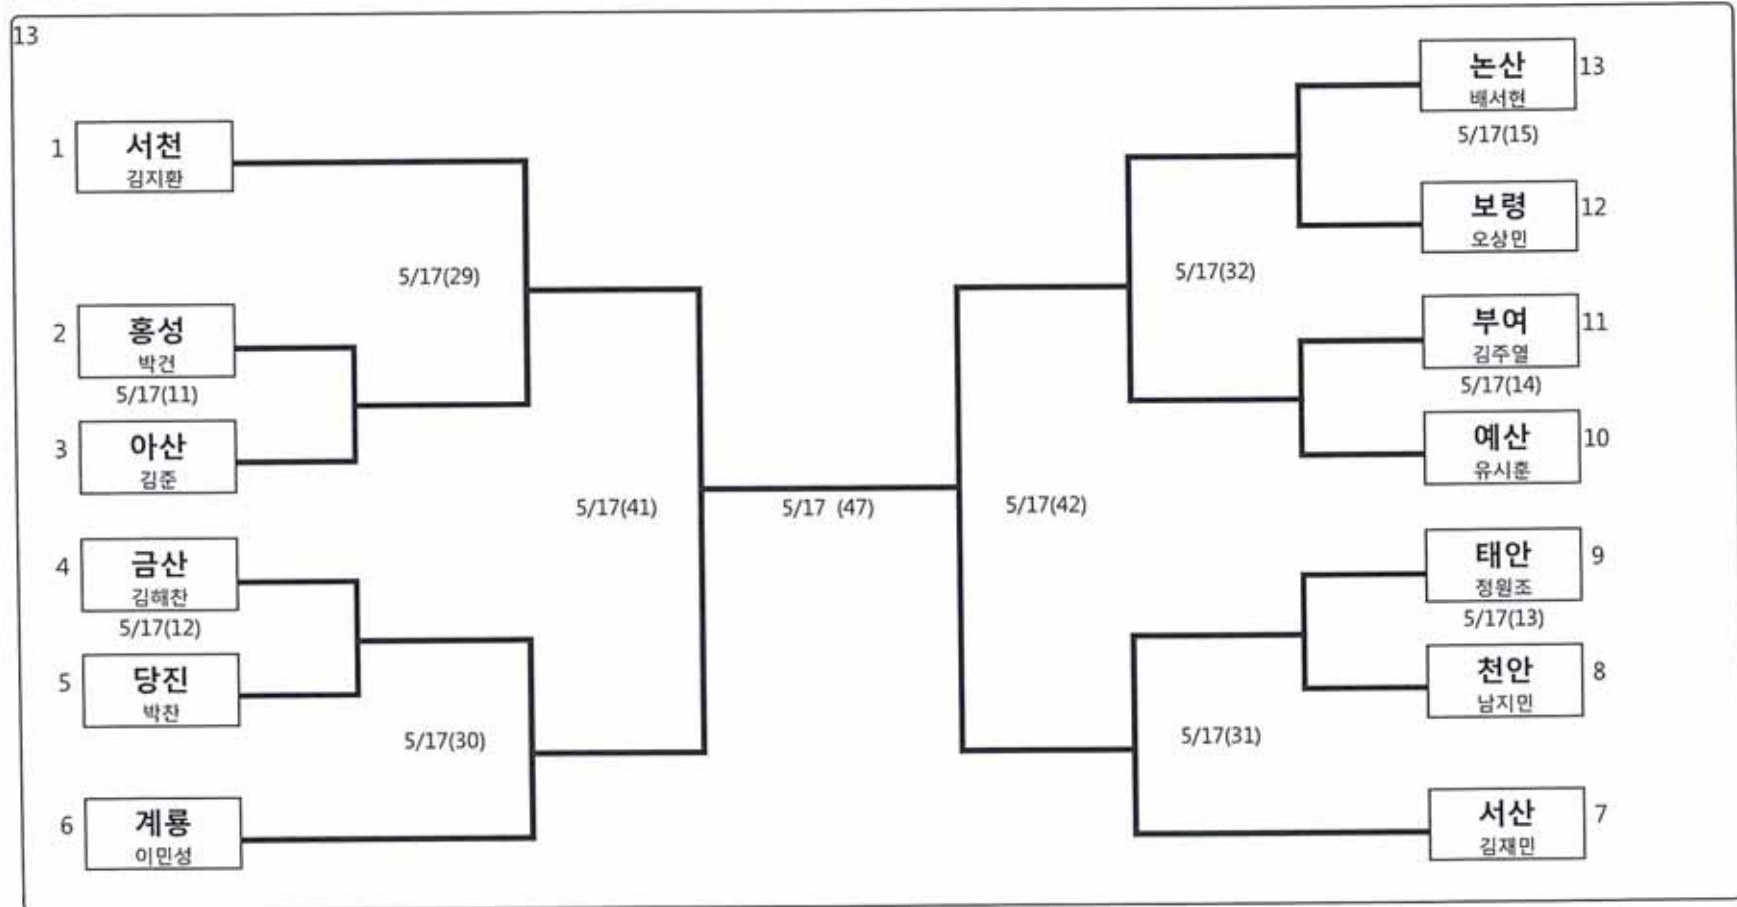 13
1
서천
김지환
5/17(29)
2
홍성
박건
5/17(11)
3
아산
김준
5/17(41)
4
금산
김해찬
5/17(12)
5
당진
박찬
5/17(30)
6
계룡
이민성
5/17 (47)
논산
13
배서현
5/17(15)
보령
12
오상민
5/17(32)
부여
11
김주열
5/17(14)
예산
10
유시훈
5/17(42)
태안
9
정원조
5/17(13)
천안
8
남지민
5/17(31)
서산
7
김재민